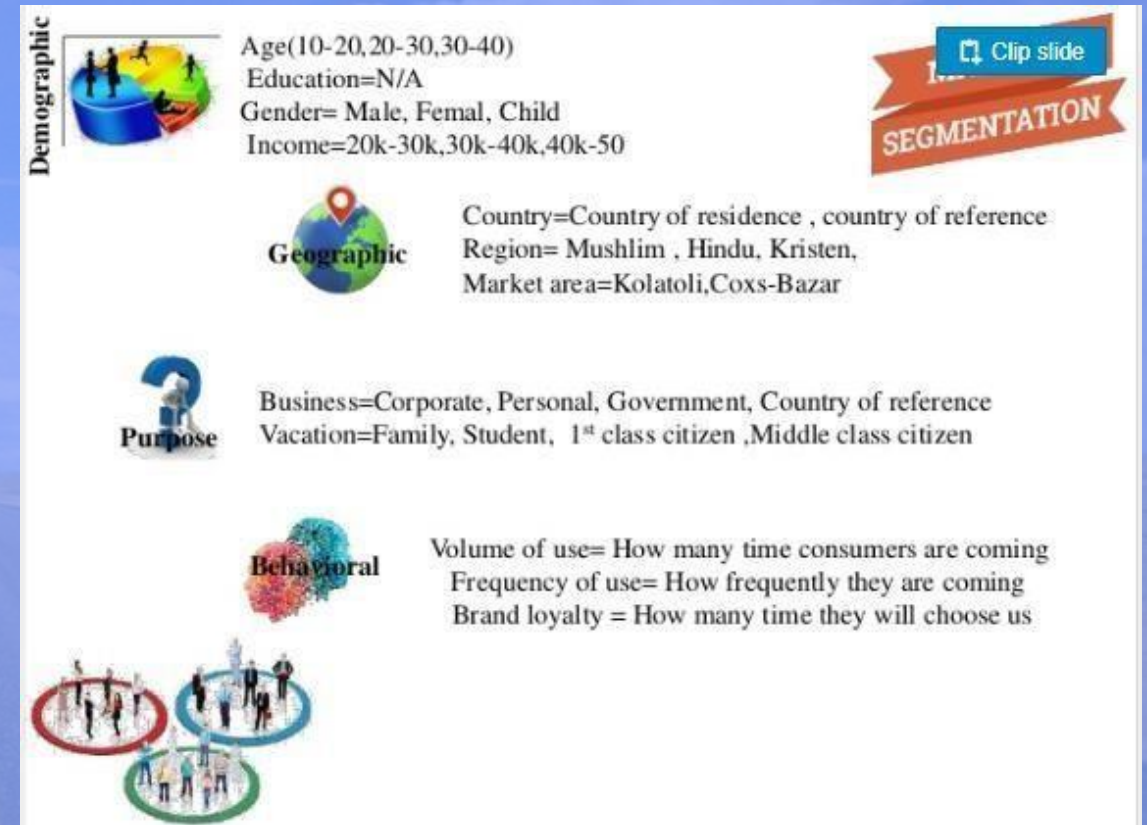 Demographic
Age(10-20,20-30,30-40)
Education=N/A
Gender= Male, Femal, Child
Income=20k-30k,30k-40k,40k-50
Clip slide
SEGMENTATION
Geographic
Country=Country of residence , country of reference
Region= Mushlim , Hindu, Kristen,
Market area=Kolatoli,Coxs-Bazar
Purpose
Business=Corporate, Personal, Government, Country of reference
Vacation=Family, Student, 1st class citizen ,Middle class citizen
Behavioral
Volume of use= How many time consumers are coming
Frequency of use= How frequently they are coming
Brand loyalty = How many time they will choose us